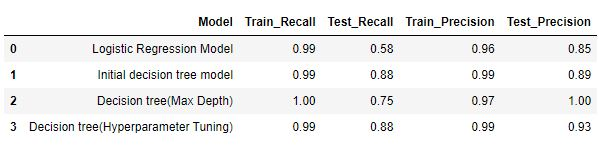 Model Train_Recall Test_Recall Train_Precision Test_Precision
0 Logistic Regression Model 0.99 0.58 0.96 0.85
1 Initial decision tree model 0.99 0.88 0.99 0.89
2 Decision tree(Max Depth) 1.00 0.75 0.97 1.00
3 Decision tree(Hyperparameter Tuning) 0.99 0.88 0.99 0.93